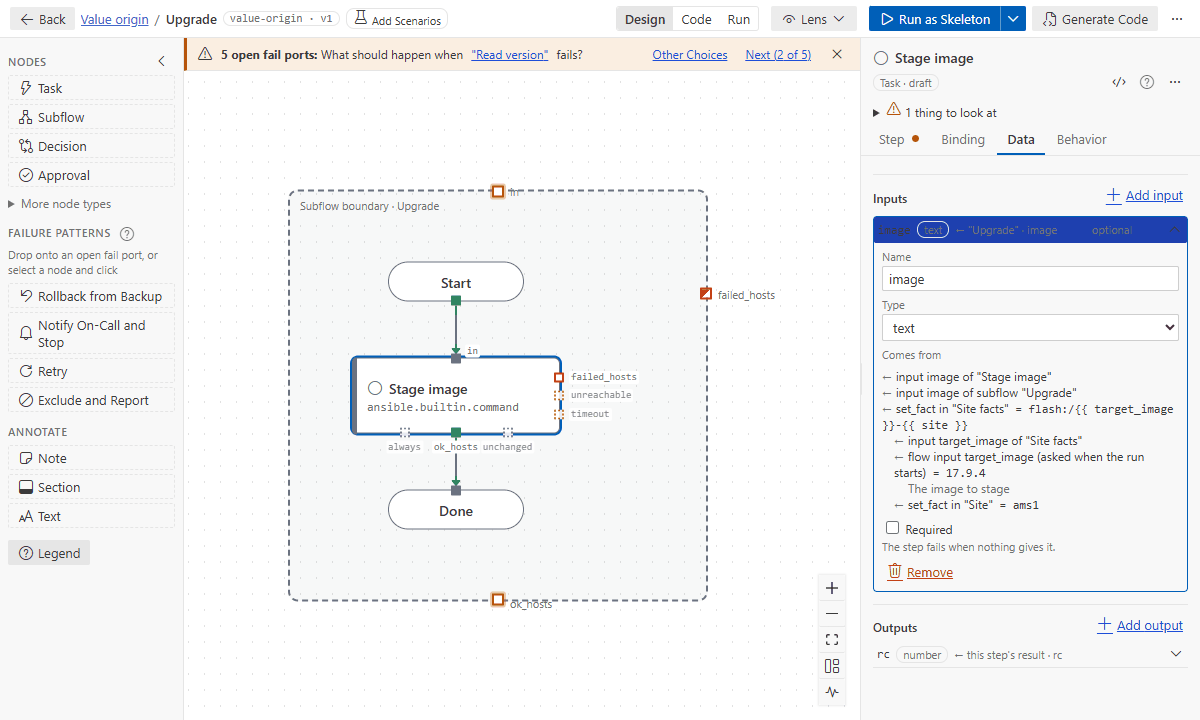 Back
Value origin / Upgrade
value-origin · v1
Add Scenarios
Design
Code
Run
Lens
Run as Skeleton
Generate Code
NODES
Task
Subflow
Decision
Approval
More node types
FAILURE PATTERNS
Drop onto an open fail port, or
select a node and click
Rollback from Backup
Notify On-Call and
Stop
Retry
Exclude and Report
ANNOTATE
Note
Section
Text
Legend
5 open fail ports: What should happen when "Read version" fails?
Other Choices
Next (2 of 5)
in
Subflow boundary · Upgrade
Start
failed_hosts
in
Stage image
ansible.builtin.command
failed_hosts
unreachable
timeout
always
ok_hosts
unchanged
Done
ok_hosts
Stage image
Task · draft
1 thing to look at
Step
Binding
Data
Behavior
Inputs
Add input
image text ← "Upgrade" · image optional
Name
image
Type
text
Comes from
← input image of "Stage image"
← input image of subflow "Upgrade"
← set_fact in "Site facts" = flash:/{{ target_image
}}-{{ site }}
← input target_image of "Site facts"
← flow input target_image (asked when the run
starts) = 17.9.4
The image to stage
← set_fact in "Site" = ams1
Required
The step fails when nothing gives it.
Remove
Outputs
Add output
rc number ← this step's result · rc